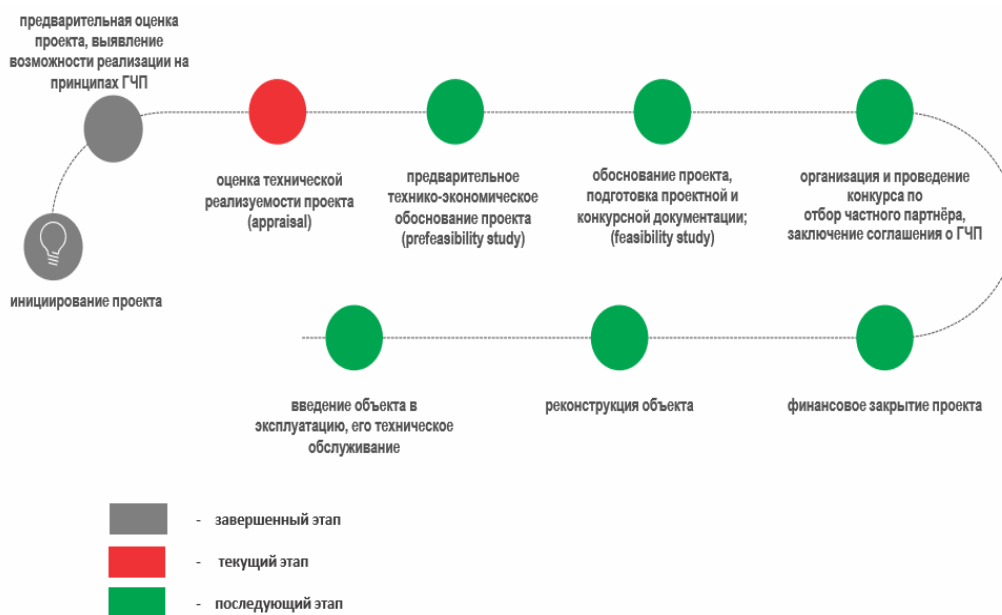 предварительная оценка
проекта, выявление
возможности реализации на
принципах ГЧП
инициирование проекта
оценка технической
реализуемости проекта
(appraisal)
предварительное
технико-экономическое
обоснование проекта
(prefeasibility study)
обоснование проекта,
подготовка проектной и
конкурсной документации;
(feasibility study)
организация и проведение
конкурса по
отбор частного партнёра,
заключение соглашения о ГЧП
введение объекта в
эксплуатацию, его техническое
обслуживание
реконструкция объекта
финансовое закрытие проекта
- завершенный этап
- текущий этап
- последующий этап